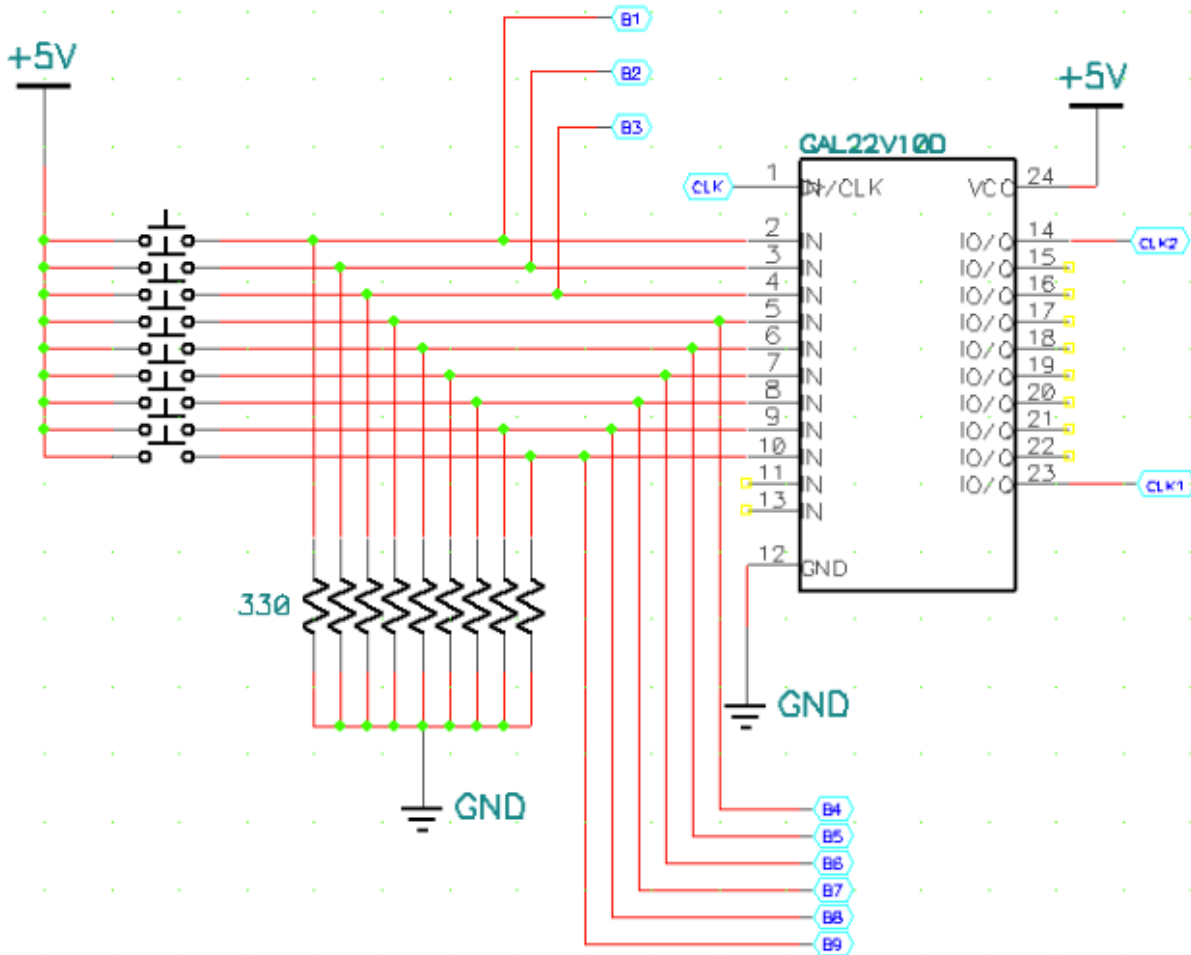 B1
+5V
B2
+5V
B3
GAL22V10D
CLK
1
IN/CLK
VCC
24
2
IN
IO/Q
14
CLK2
3
IN
IO/Q
15
4
IN
IO/Q
16
5
IN
IO/Q
17
6
IN
IO/Q
18
7
IN
IO/Q
19
8
IN
IO/Q
20
9
IN
IO/Q
21
10
IN
IO/Q
22
11
IN
IO/Q
23
CLK1
13
IN
12
GND
330
GND
GND
B4
B5
B6
B7
B8
B9